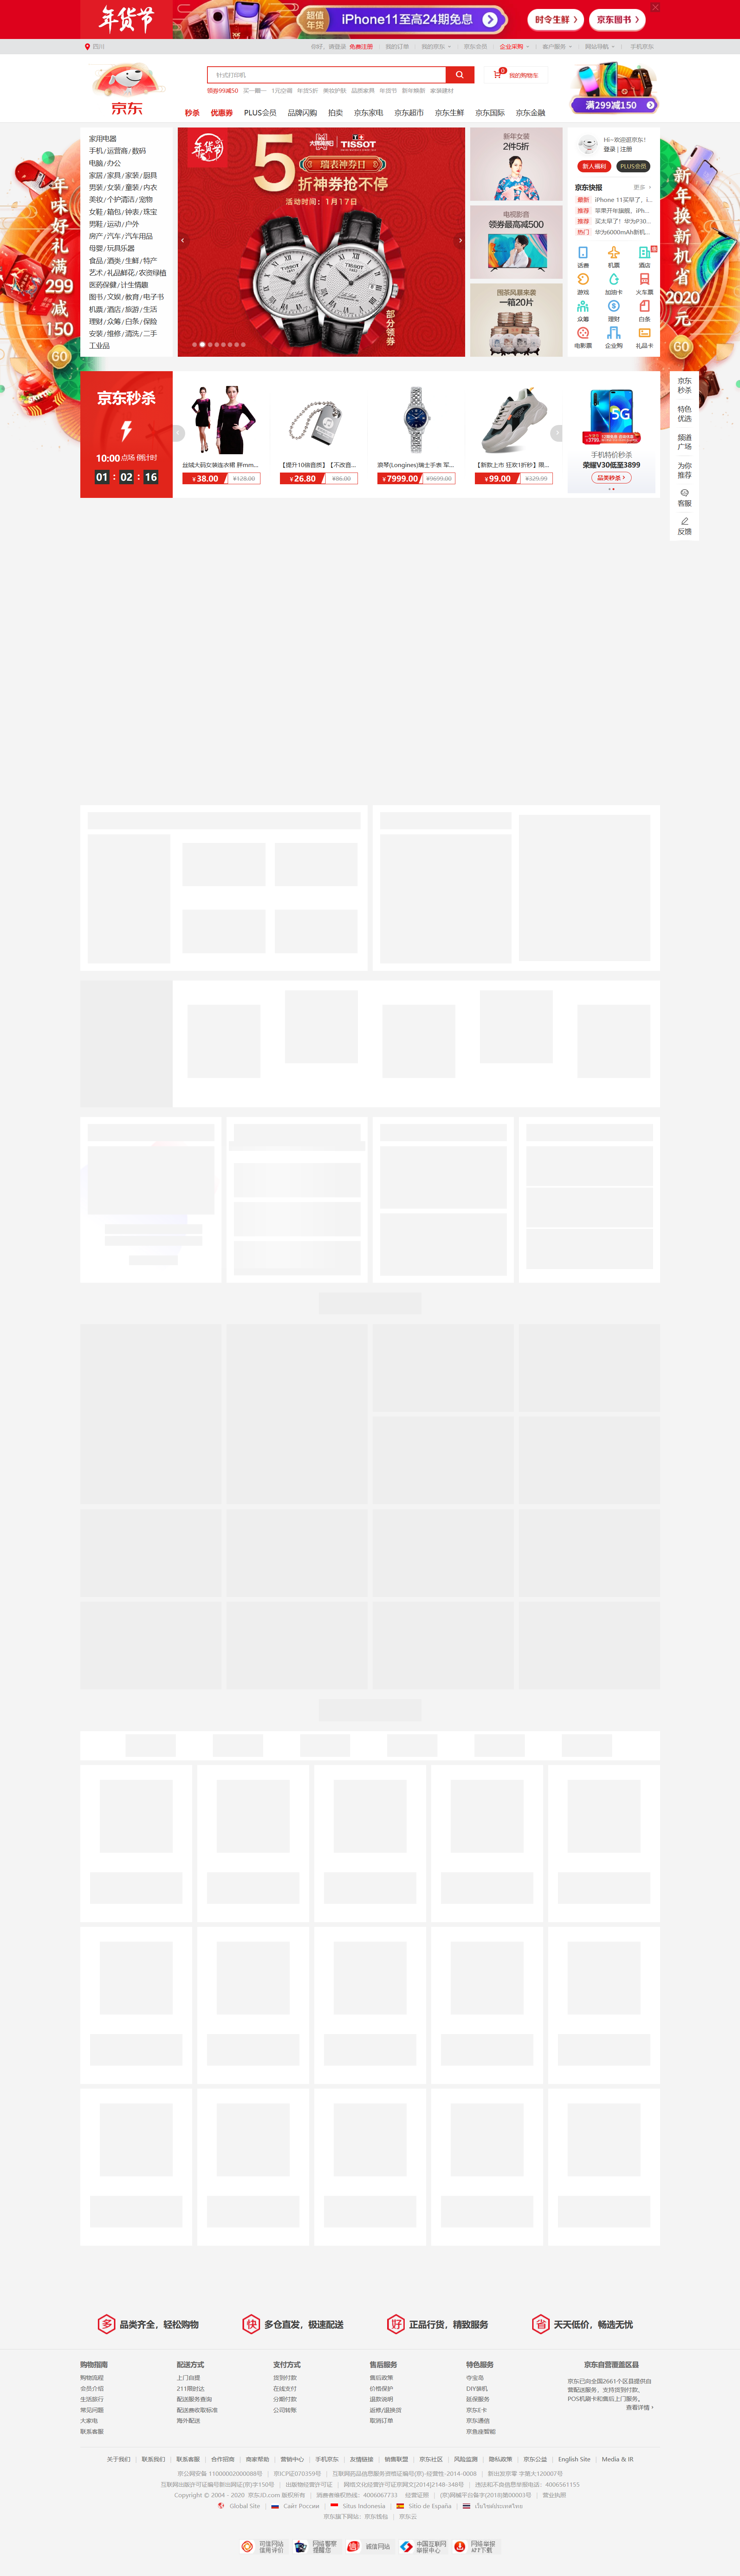 年货节
超值年货
iPhone11至高24期免息
时令生鲜
京东图书
四川
你好，请登录 免费注册
我的订单
我的京东
京东会员
企业采购
客户服务
网站导航
手机京东
京东
针式打印机
0
我的购物车
满299减150
领券99减50
1元空调
年货5折
美妆护肤
品质家具
年货节
新年焕新
家装建材
秒杀
优惠券
PLUS会员
品牌闪购
拍卖
京东家电
京东超市
京东生鲜
京东国际
京东金融
年味好礼满299减150
GO
新年换新机省2020元
GO
家用电器
手机/运营商/数码
电脑/办公
家居/家具/家装/厨具
男装/女装/童装/内衣
美妆/个护清洁/宠物
女鞋/箱包/钟表/珠宝
男鞋/运动/户外
房产/汽车/汽车用品
母婴/玩具乐器
食品/酒类/生鲜/特产
艺术/礼品鲜花/农资绿植
医药保健/计生情趣
图书/文娱/教育/电子书
机票/酒店/旅游/生活
理财/众筹/白条/保险
安装/维修/清洗/二手
工业品
年货节
TISSOT
瑞表神券日
5折神券抢不停
活动时间：1月17日
部分领券
新年女装
2件5折
电视影音
领券最高减500
囤茶风暴来袭
一箱20片
Hi~欢迎逛京东！
登录 | 注册
新人福利
PLUS会员
京东快报
更多
最新 iPhone 11买早了，i...
推荐 苹果开年搞靓，iPh...
推荐 买太早了！华为P30...
热门 华为6000mAh新机...
话费
机票
酒店
游戏
加油卡
火车票
众筹
理财
白条
电影票
企业购
礼品卡
京东秒杀
10:00 点场 倒计时
01 : 02 : 16
丝绒大码女装连衣裙 胖mm...
¥38.00 ¥128.00
【提升10倍音质】【不改音...
¥26.80 ¥86.00
浪琴(Longines)瑞士手表 军...
¥7999.00 ¥9699.00
【新款上市 狂欢1折秒】限...
¥99.00 ¥329.99
5G
手机特价秒杀
荣耀V30低至3899
品类秒杀
京东秒杀
特色优选
频道广场
为你推荐
客服
反馈
多 品类齐全，轻松购物
快 多仓直发，极速配送
好 正品行货，精致服务
省 天天低价，畅选无忧
购物指南
购物流程
会员介绍
生活旅行
常见问题
大家电
联系客服
配送方式
上门自提
211限时达
配送服务查询
配送费收取标准
海外配送
支付方式
货到付款
在线支付
分期付款
公司转账
售后服务
售后政策
价格保护
退款说明
返修/退换货
取消订单
特色服务
夺宝岛
DIY装机
延保服务
京东E卡
京东通信
京鱼座智能
京东自营覆盖区县
京东已向全国2661个区县提供自
营配送服务，支持货到付款、
POS机刷卡和售后上门服务。
查看详情
关于我们 | 联系我们 | 联系客服 | 合作招商 | 商家帮助 | 营销中心 | 手机京东 | 友情链接 | 销售联盟 | 京东社区 | 风险监测 | 隐私政策 | 京东公益 | English Site | Media & IR
京公网安备 11000002000088号 | 京ICP证070359号 | 互联网药品信息服务资格证编号(京)-经营性-2014-0008 | 新出发京零 字第大120007号
互联网出版许可证编号新出网证(京)字150号 | 出版物经营许可证 | 网络文化经营许可证京网文[2014]2148-348号 | 违法和不良信息举报电话：4006561155
Copyright © 2004 - 2020 京东JD.com 版权所有 | 消费者维权热线：4006067733 经营证照 | (京)网械平台备字(2018)第00003号 | 营业执照
Global Site | Сайт России | Situs Indonesia | Sitio de España | เว็บไซต์ประเทศไทย
京东旗下网站：京东钱包 | 京东云
可信网站信用评价
网络警察提醒您
诚信网站
中国互联网举报中心
网络举报APP下载